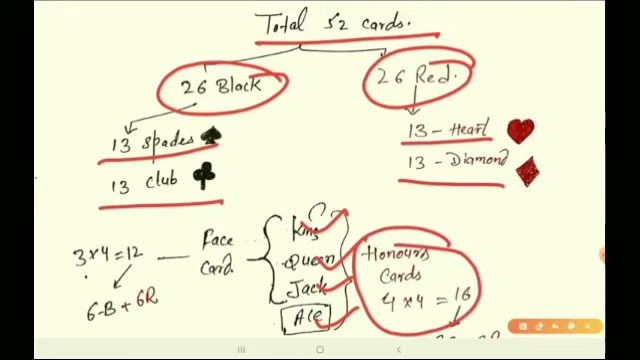 Total 52 cards.
26 Black
26 Red.
13 Spades
13 club
13 - Heart
13 - Diamond
3 x 4 = 12
6-B + 6R
Face
Card
King
Queen
Jack
Ace
Honours
Cards
4 x 4 = 16